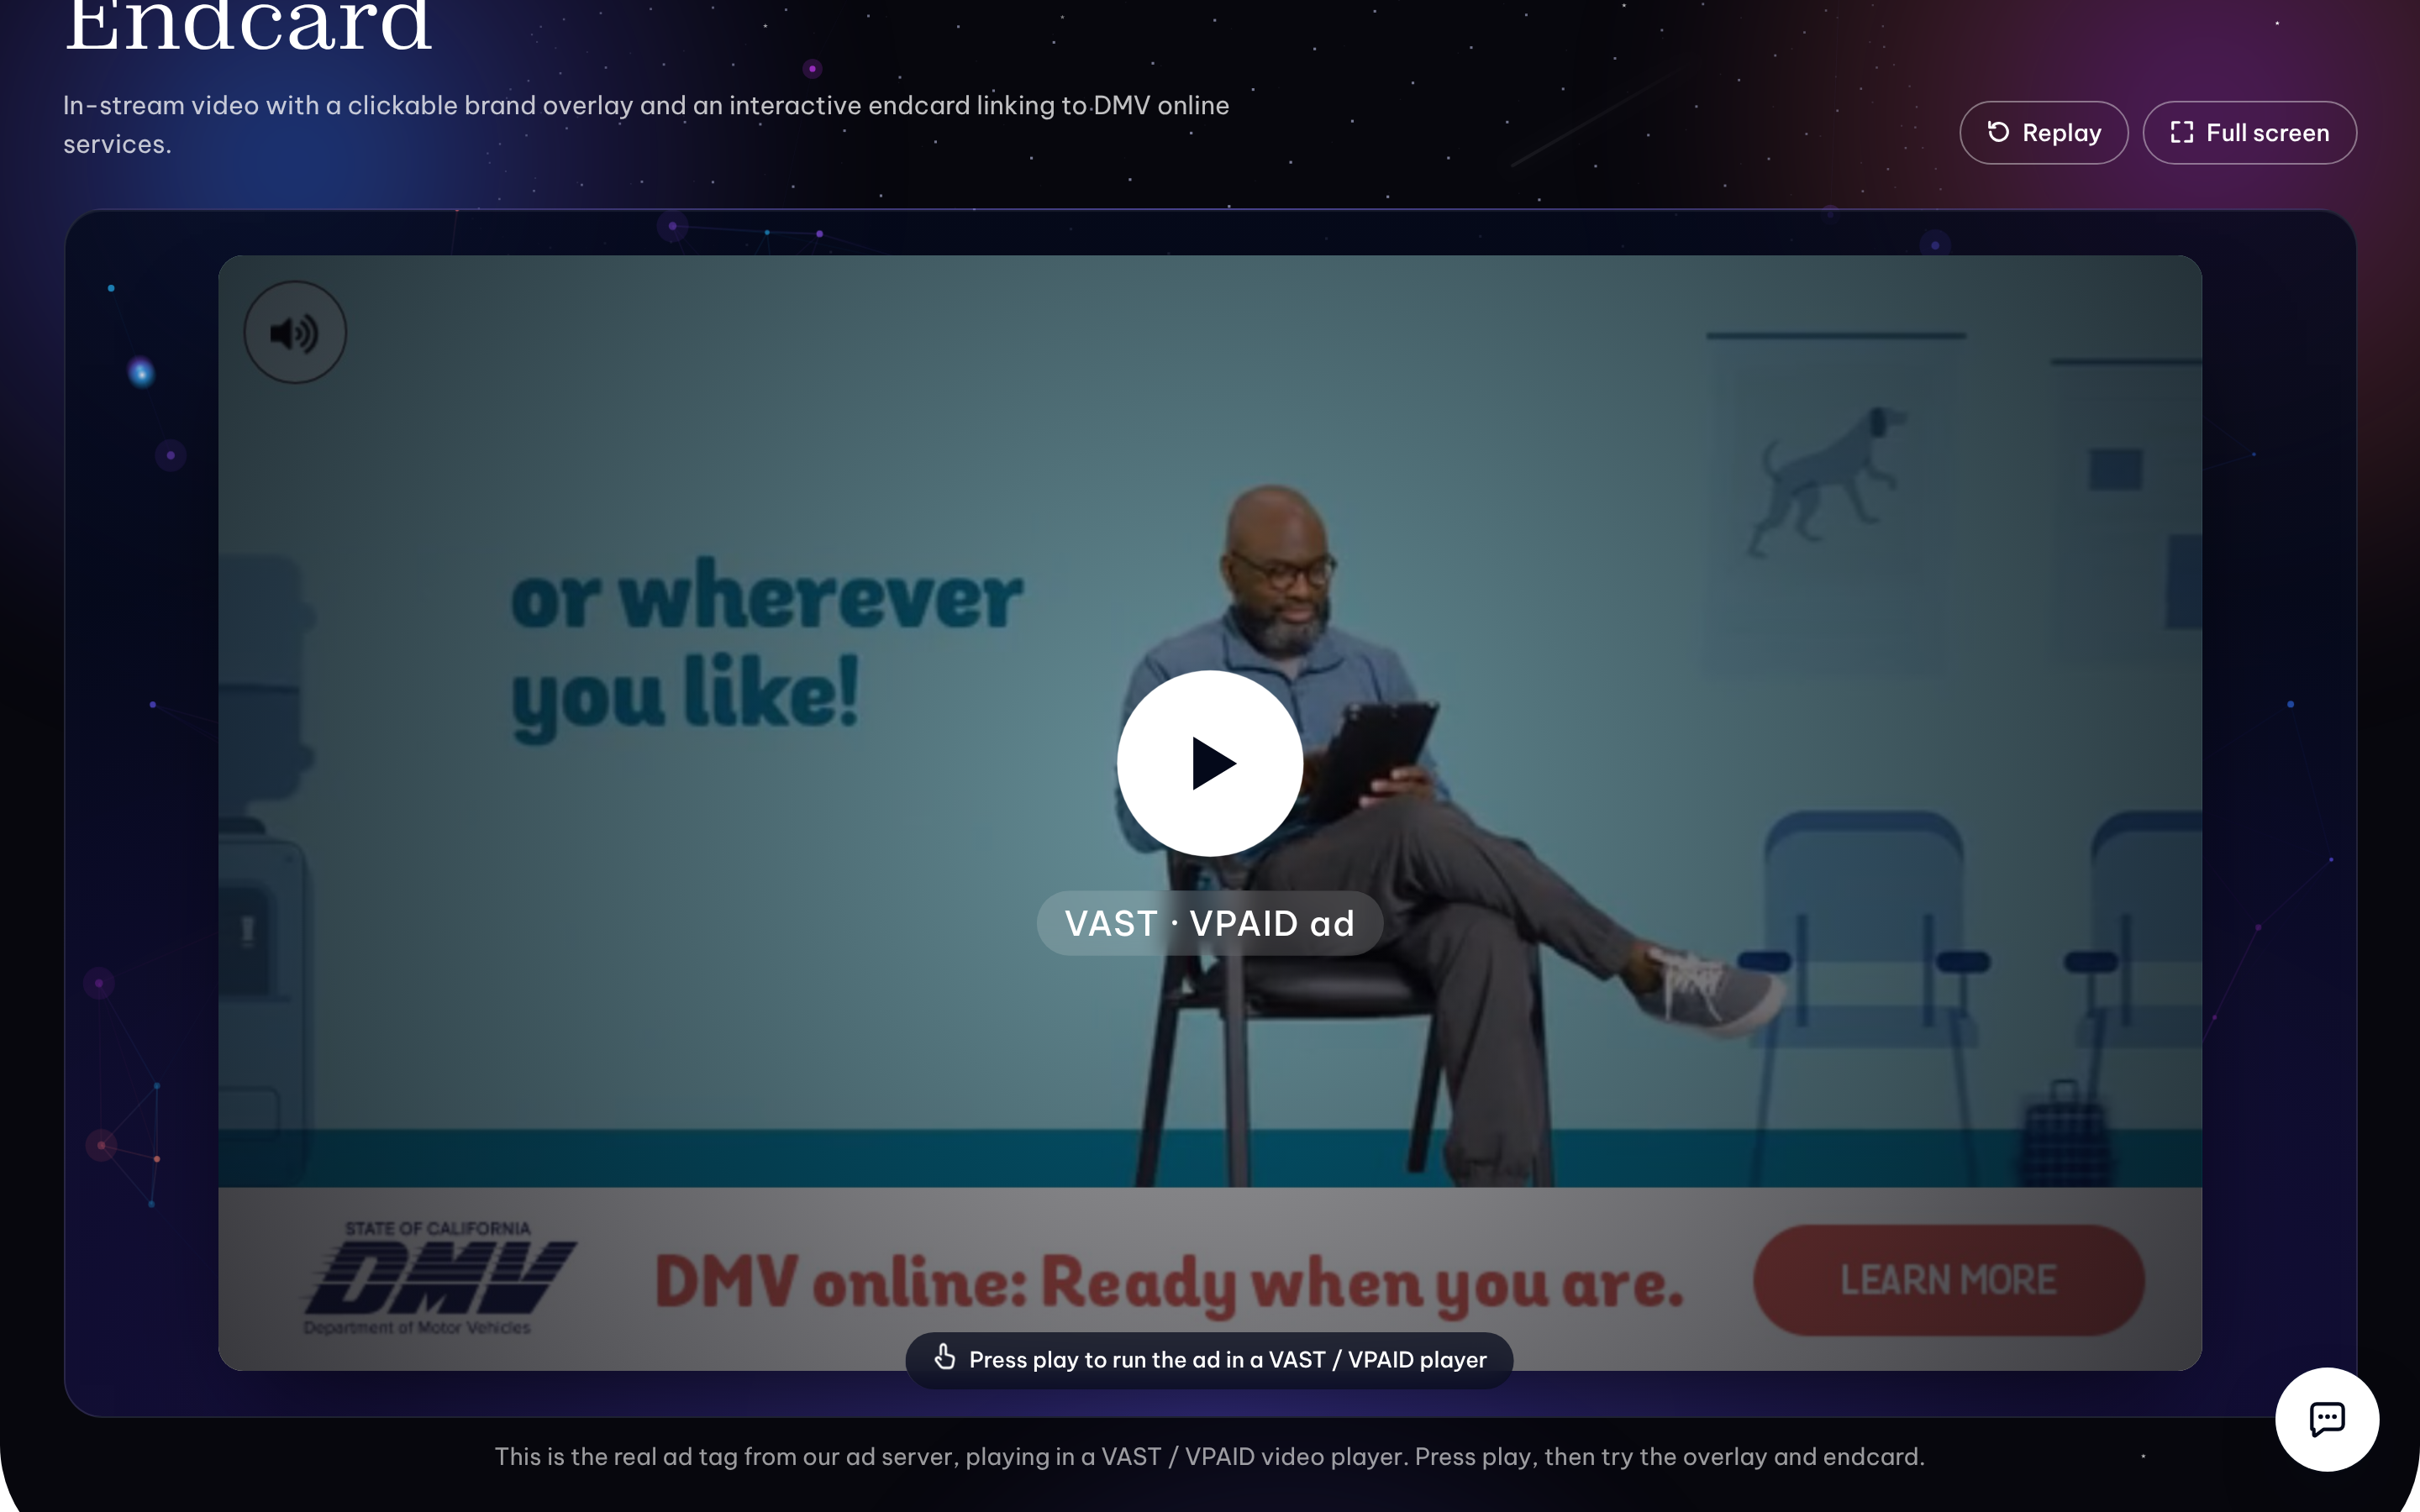 Endcard
In-stream video with a clickable brand overlay and an interactive endcard linking to DMV online
services.
Replay
Full screen
or wherever
you like!
VAST · VPAID ad
STATE OF CALIFORNIA
DMV
Department of Motor Vehicles
DMV online: Ready when you are.
LEARN MORE
Press play to run the ad in a VAST / VPAID player
This is the real ad tag from our ad server, playing in a VAST / VPAID video player. Press play, then try the overlay and endcard.